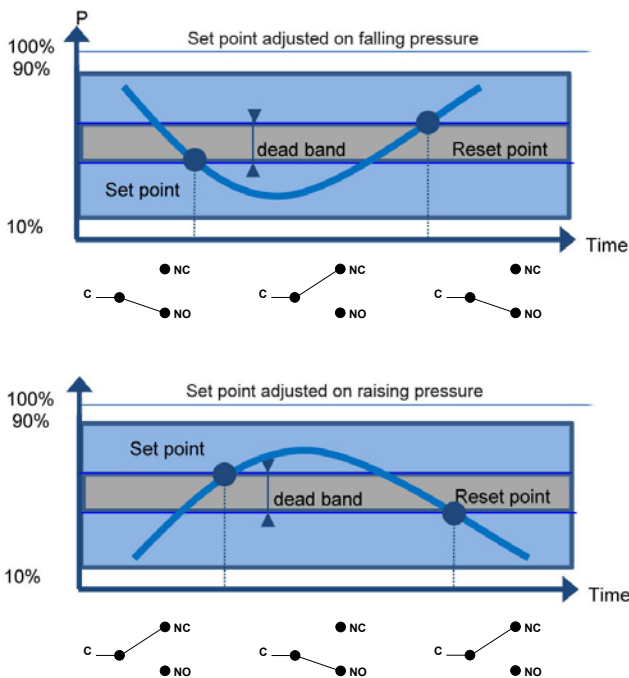 P
100%
Set point adjusted on falling pressure
90%
dead band
Reset point
Set point
10%
Time
NC
NC
NC
C
C
C
NO
NO
NO
100%
Set point adjusted on raising pressure
90%
Set point
dead band
Reset point
10%
Time
NC
NC
NC
C
C
C
NO
NO
NO